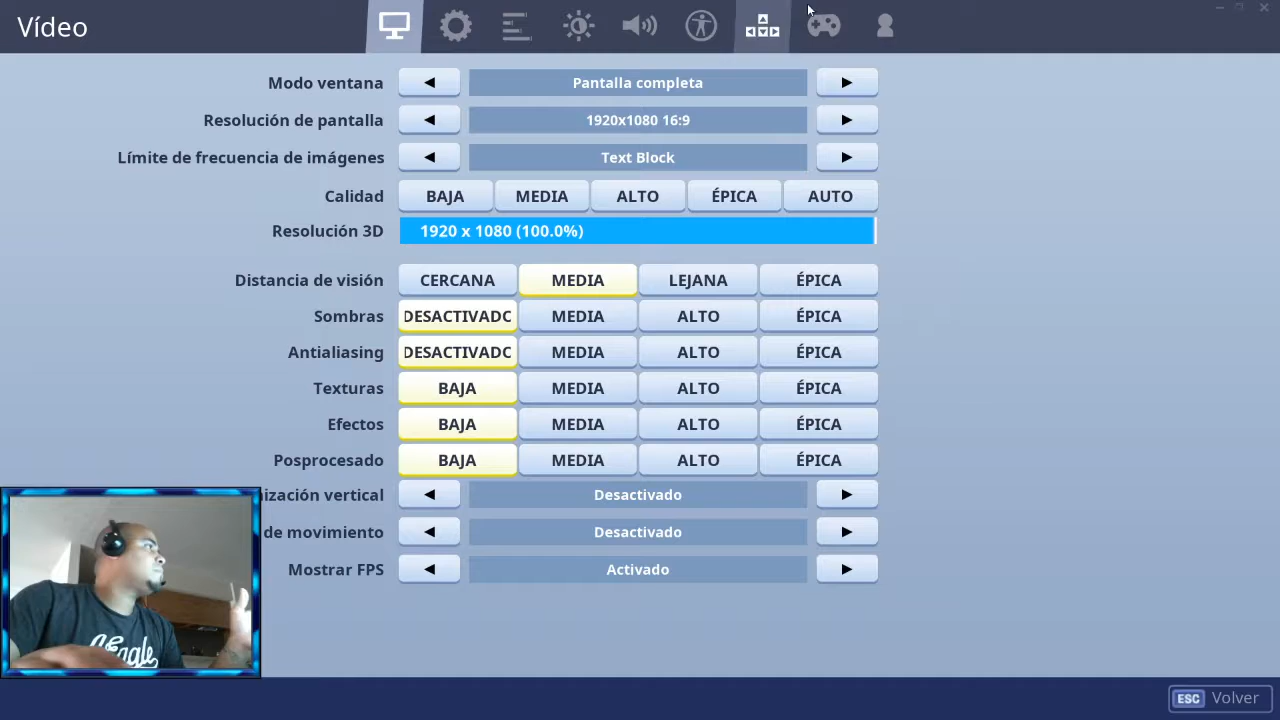 Vídeo
Modo ventana ◀ Pantalla completa ▶
Resolución de pantalla ◀ 1920x1080 16:9 ▶
Límite de frecuencia de imágenes ◀ Text Block ▶
Calidad BAJA MEDIA ALTO ÉPICA AUTO
Resolución 3D 1920 x 1080 (100.0%)
Distancia de visión CERCANA MEDIA LEJANA ÉPICA
Sombras DESACTIVADO MEDIA ALTO ÉPICA
Antialiasing DESACTIVADO MEDIA ALTO ÉPICA
Texturas BAJA MEDIA ALTO ÉPICA
Efectos BAJA MEDIA ALTO ÉPICA
Posprocesado BAJA MEDIA ALTO ÉPICA
ización vertical ◀ Desactivado ▶
de movimiento ◀ Desactivado ▶
Mostrar FPS ◀ Activado ▶
Eagle
ESC Volver